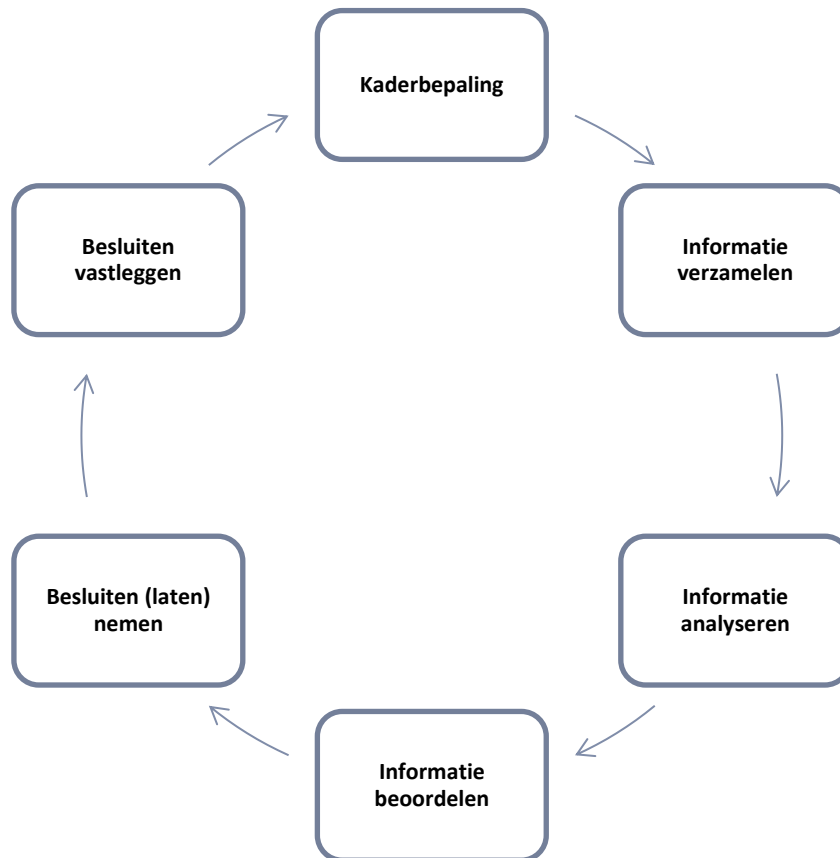 Kaderbepaling
Informatie
verzamelen
Informatie
analyseren
Informatie
beoordelen
Besluiten (laten)
nemen
Besluiten
vastleggen